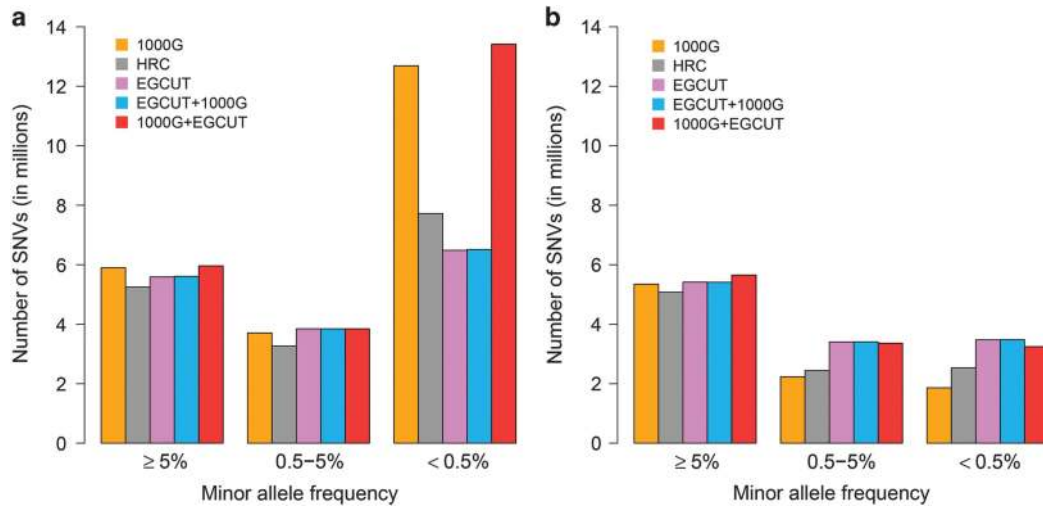 a
14
12
10
8
6
4
2
0
Number of SNVs (in millions)
1000G
HRC
EGCUT
EGCUT+1000G
1000G+EGCUT
≥ 5%
0.5−5%
< 0.5%
Minor allele frequency
b
14
12
10
8
6
4
2
0
Number of SNVs (in millions)
1000G
HRC
EGCUT
EGCUT+1000G
1000G+EGCUT
≥ 5%
0.5−5%
< 0.5%
Minor allele frequency